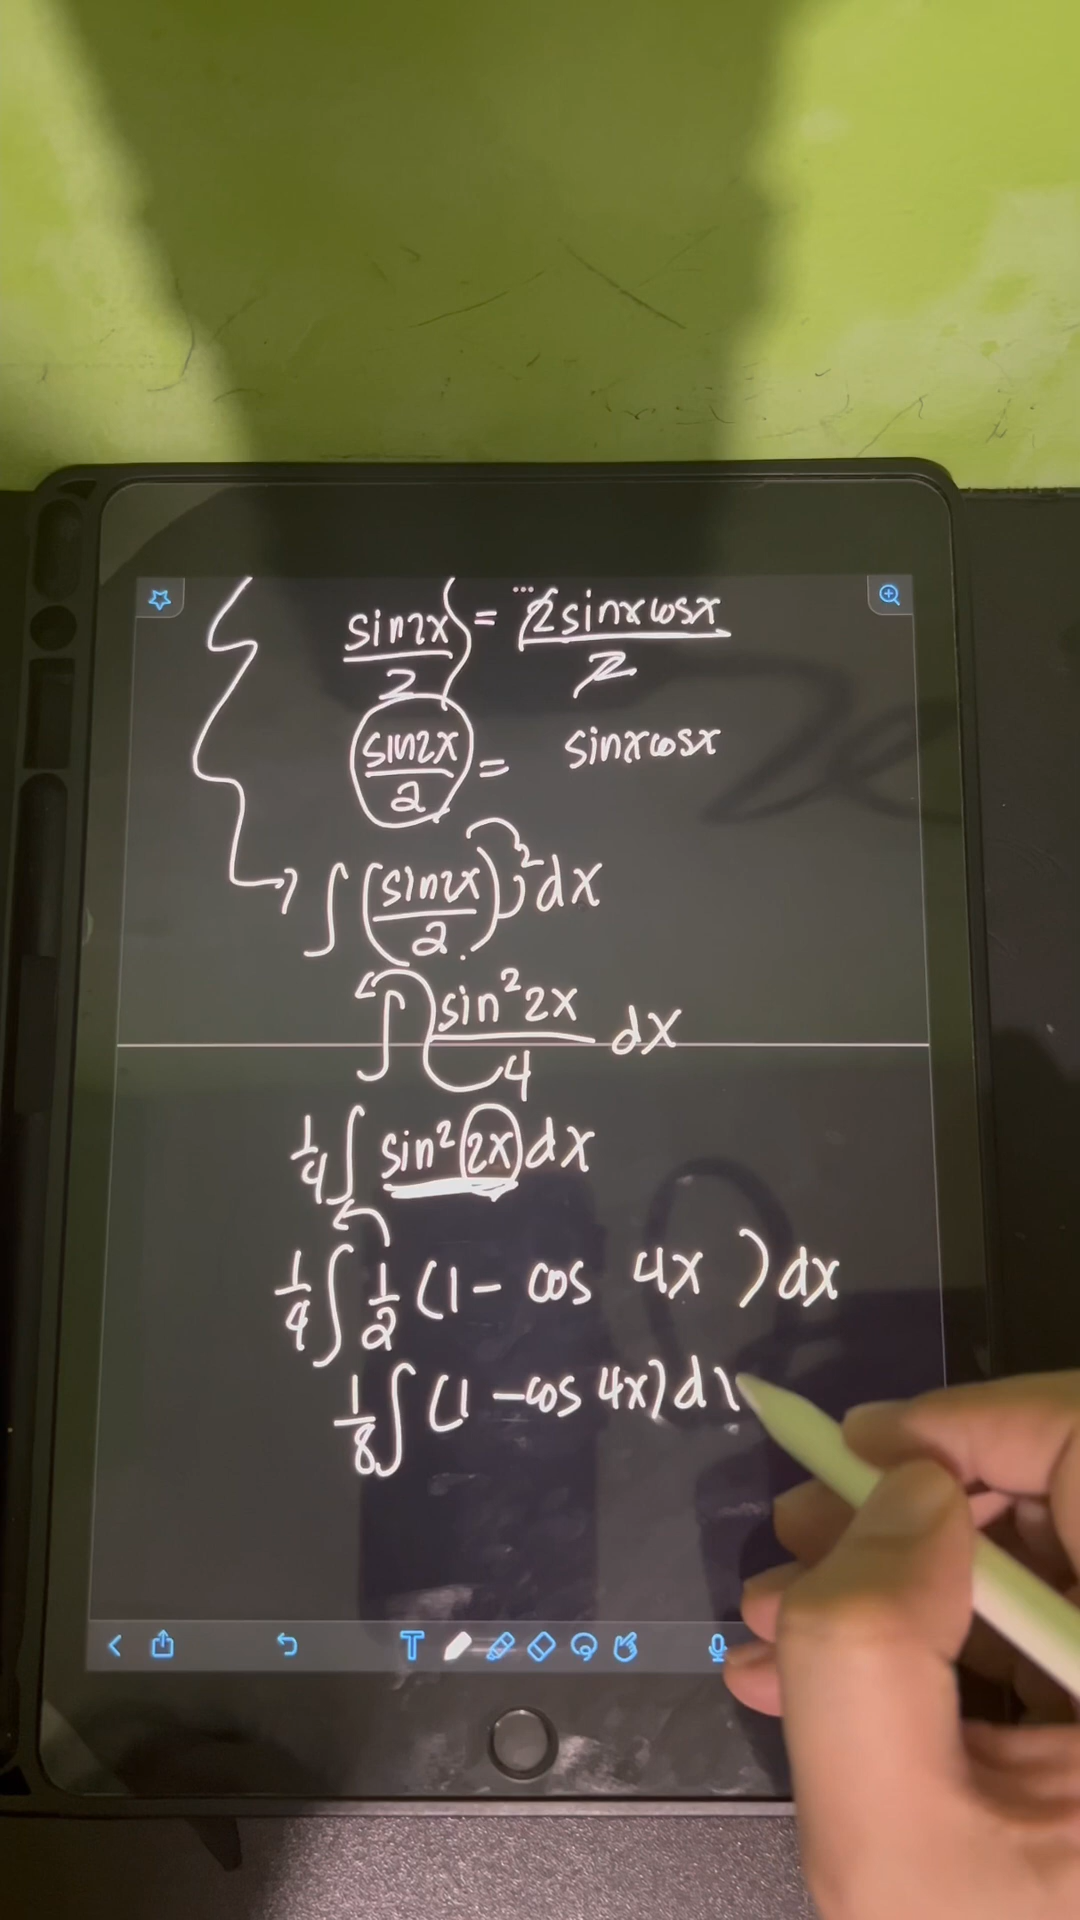 sin2x/2 = 2sinxcosx/2
sin2x/2 = sinxcosx
∫(sin2x/2)² dx
∫ sin²2x/4 dx
1/4 ∫ sin² 2x dx
1/4 ∫ 1/2 (1 - cos 4x ) dx
1/8 ∫ (1 - cos 4x) d
T